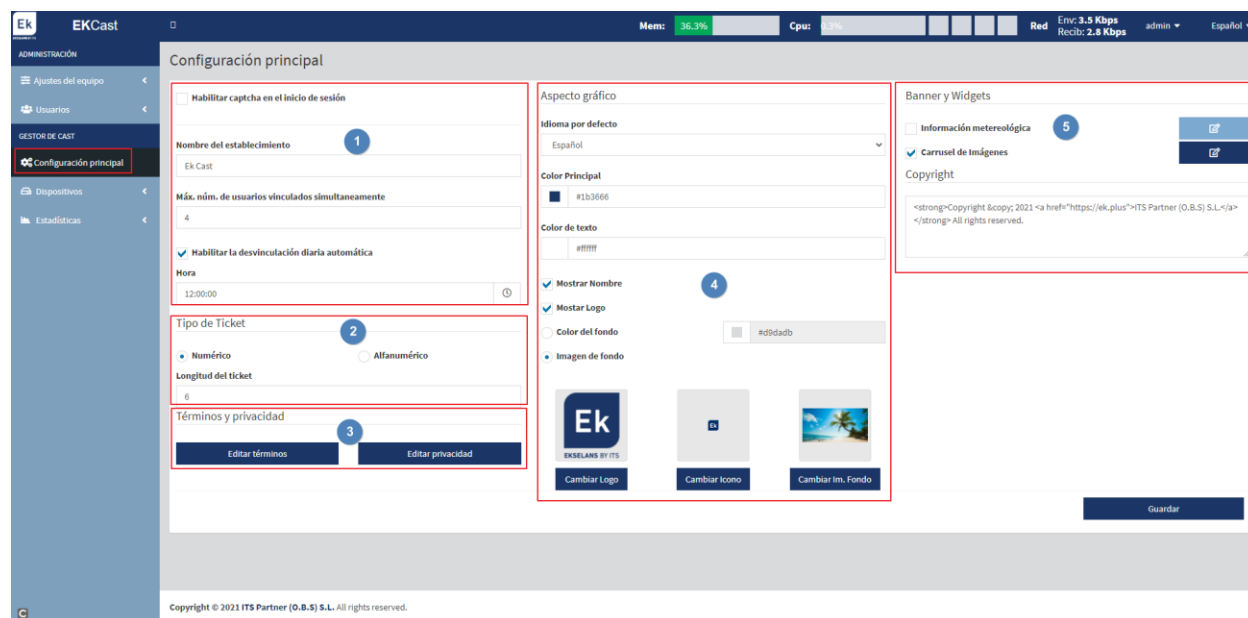 Ek
EKCast
Mem: 36.3%
Cpu: 0.3%
Red
Env: 3.5 Kbps
Recib: 2.8 Kbps
admin
Español
ADMINISTRACIÓN
Ajustes del equipo
Usuarios
GESTOR DE CAST
Configuración principal
Dispositivos
Estadísticas
Configuración principal
Habilitar captcha en el inicio de sesión
1
Nombre del establecimiento
Ek Cast
Máx. núm. de usuarios vinculados simultaneamente
4
Habilitar la desvinculación diaria automática
Hora
12:00:00
Tipo de Ticket
2
Numérico
Alfanumérico
Longitud del ticket
6
Términos y privacidad
3
Editar términos
Editar privacidad
Aspecto gráfico
Idioma por defecto
Español
Color Principal
#1b3666
Color de texto
#ffffff
Mostrar Nombre
4
Mostar Logo
Color del fondo
#d9dadb
Imagen de fondo
Ek
EKSELANS BY ITS
Ek
Cambiar Logo
Cambiar Icono
Cambiar Im. Fondo
Banner y Widgets
Información metereológica
5
Carrusel de Imágenes
Copyright
<strong>Copyright &copy; 2021 <a href="https://ek.plus">ITS Partner (O.B.S) S.L.</a>
</strong> All rights reserved.
Guardar
Copyright © 2021 ITS Partner (O.B.S) S.L. All rights reserved.